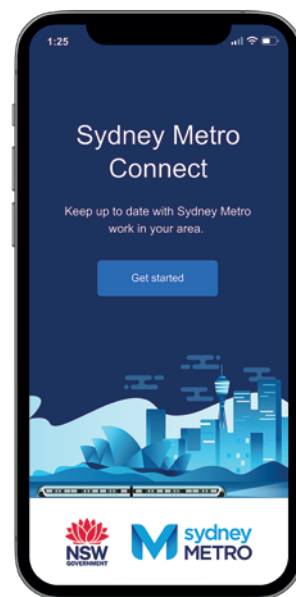 1:25
Sydney Metro
Connect
Keep up to date with Sydney Metro
work in your area.
Get started
NSW
GOVERNMENT
sydney
METRO